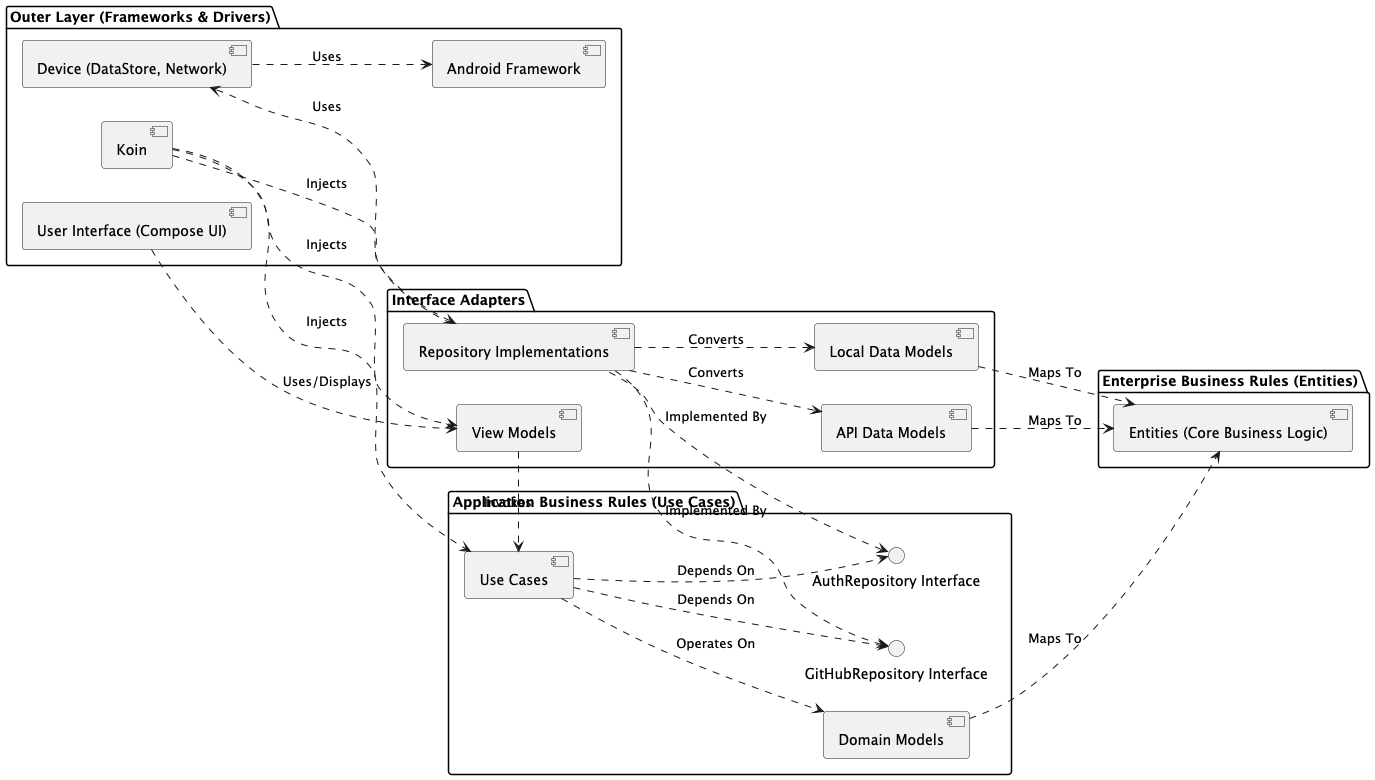 Outer Layer (Frameworks & Drivers)
Device (DataStore, Network)
Uses
Android Framework
Uses
Koin
Injects
User Interface (Compose UI)
Injects
Injects
Uses/Displays
Interface Adapters
Repository Implementations
Converts
Local Data Models
Converts
Maps To
Implemented By
View Models
API Data Models
Maps To
Enterprise Business Rules (Entities)
Entities (Core Business Logic)
Application Business Rules (Use Cases)
Implemented By
Use Cases
Depends On
AuthRepository Interface
Depends On
Operates On
GitHubRepository Interface
Maps To
Domain Models